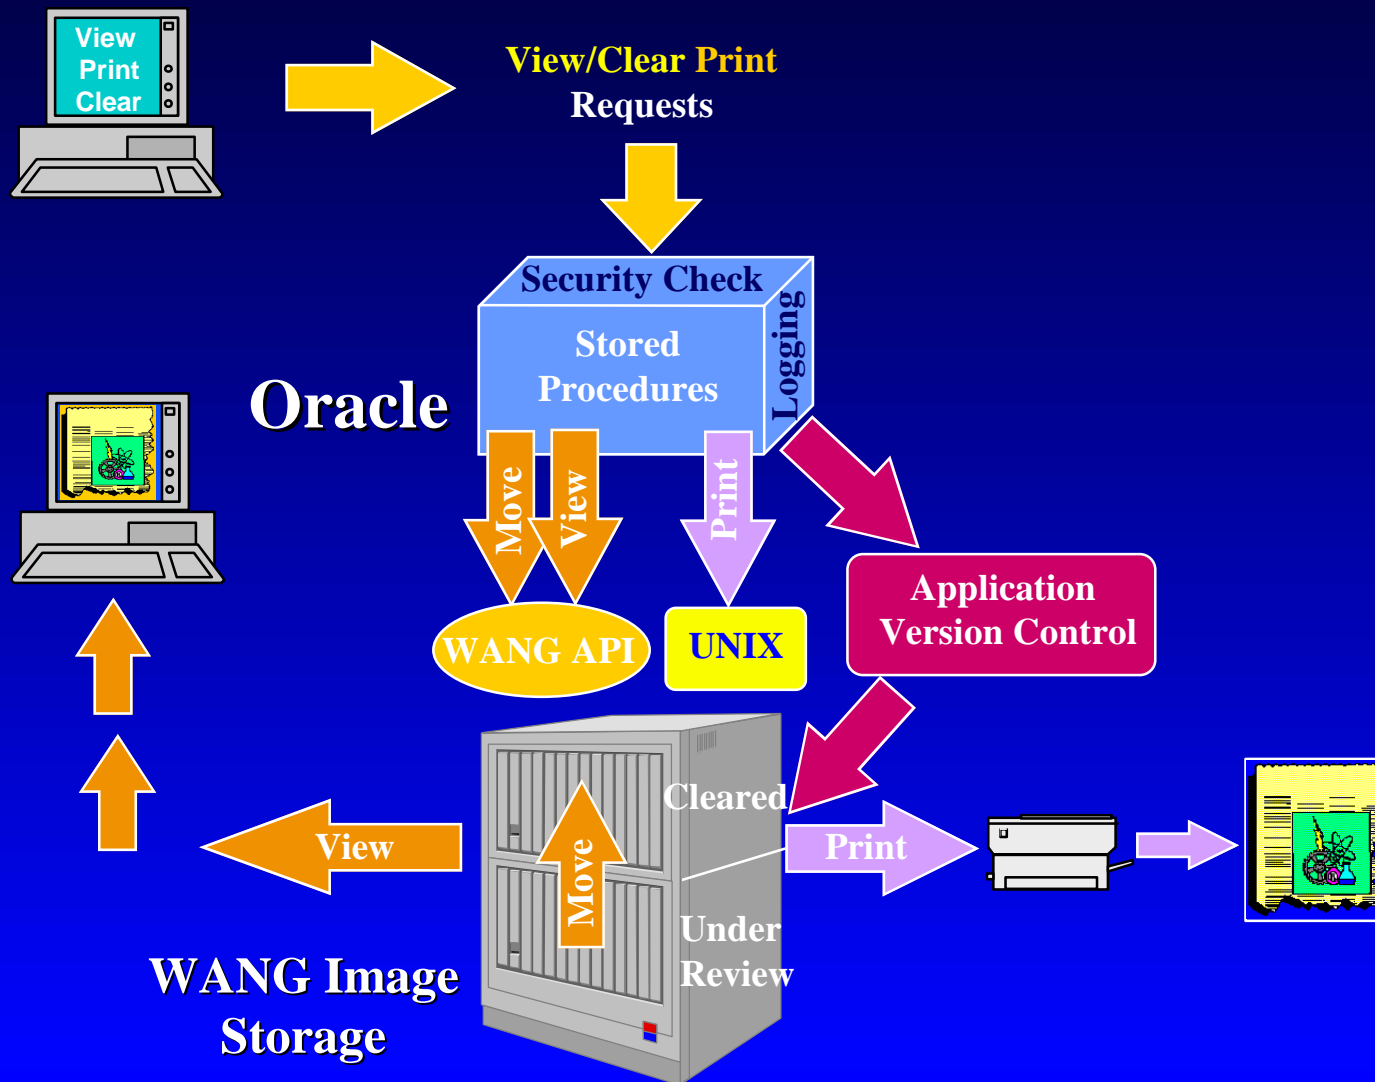 View
Print
Clear
View/Clear Print
Requests
Security Check
Stored
Procedures
Logging
Oracle
Move
View
Print
Application
Version Control
WANG API
UNIX
Cleared
View
Move
Print
Under
Review
WANG Image
Storage